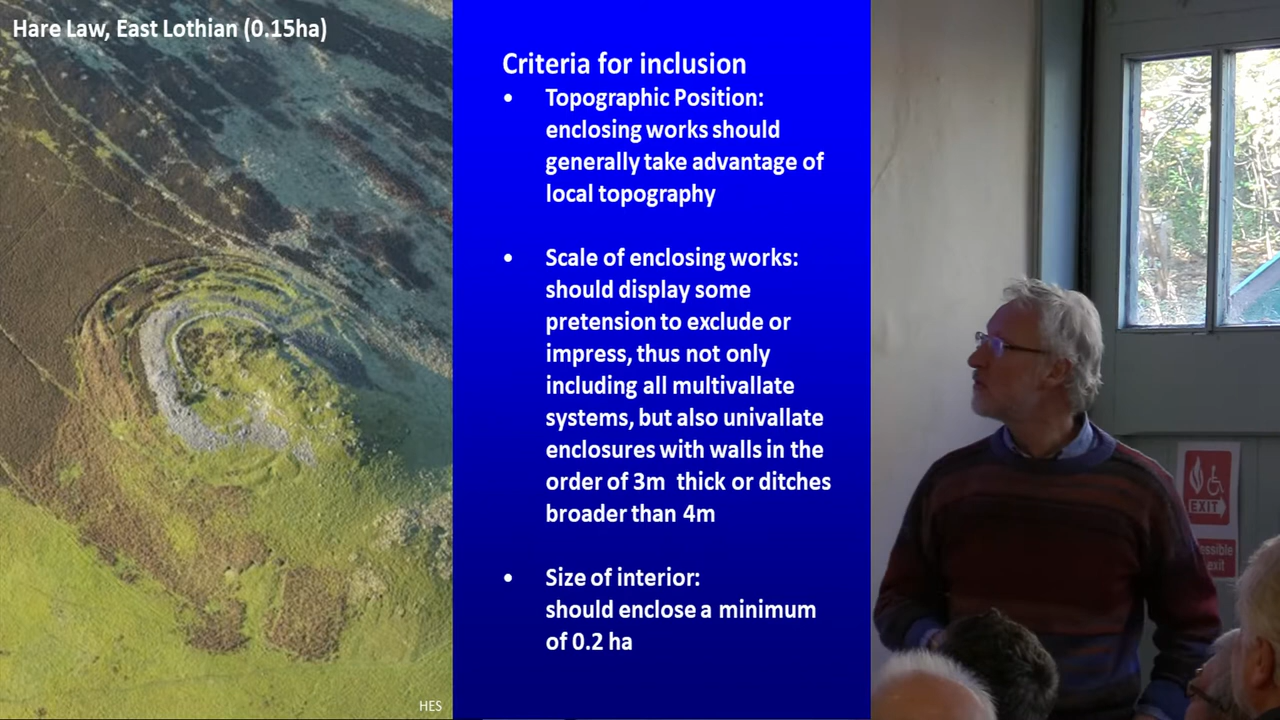 Hare Law, East Lothian (0.15ha)
HES
Criteria for inclusion
• Topographic Position:
enclosing works should
generally take advantage of
local topography
• Scale of enclosing works:
should display some
pretension to exclude or
impress, thus not only
including all multivallate
systems, but also univallate
enclosures with walls in the
order of 3m thick or ditches
broader than 4m
• Size of interior:
should enclose a minimum
of 0.2 ha
EXIT
exit